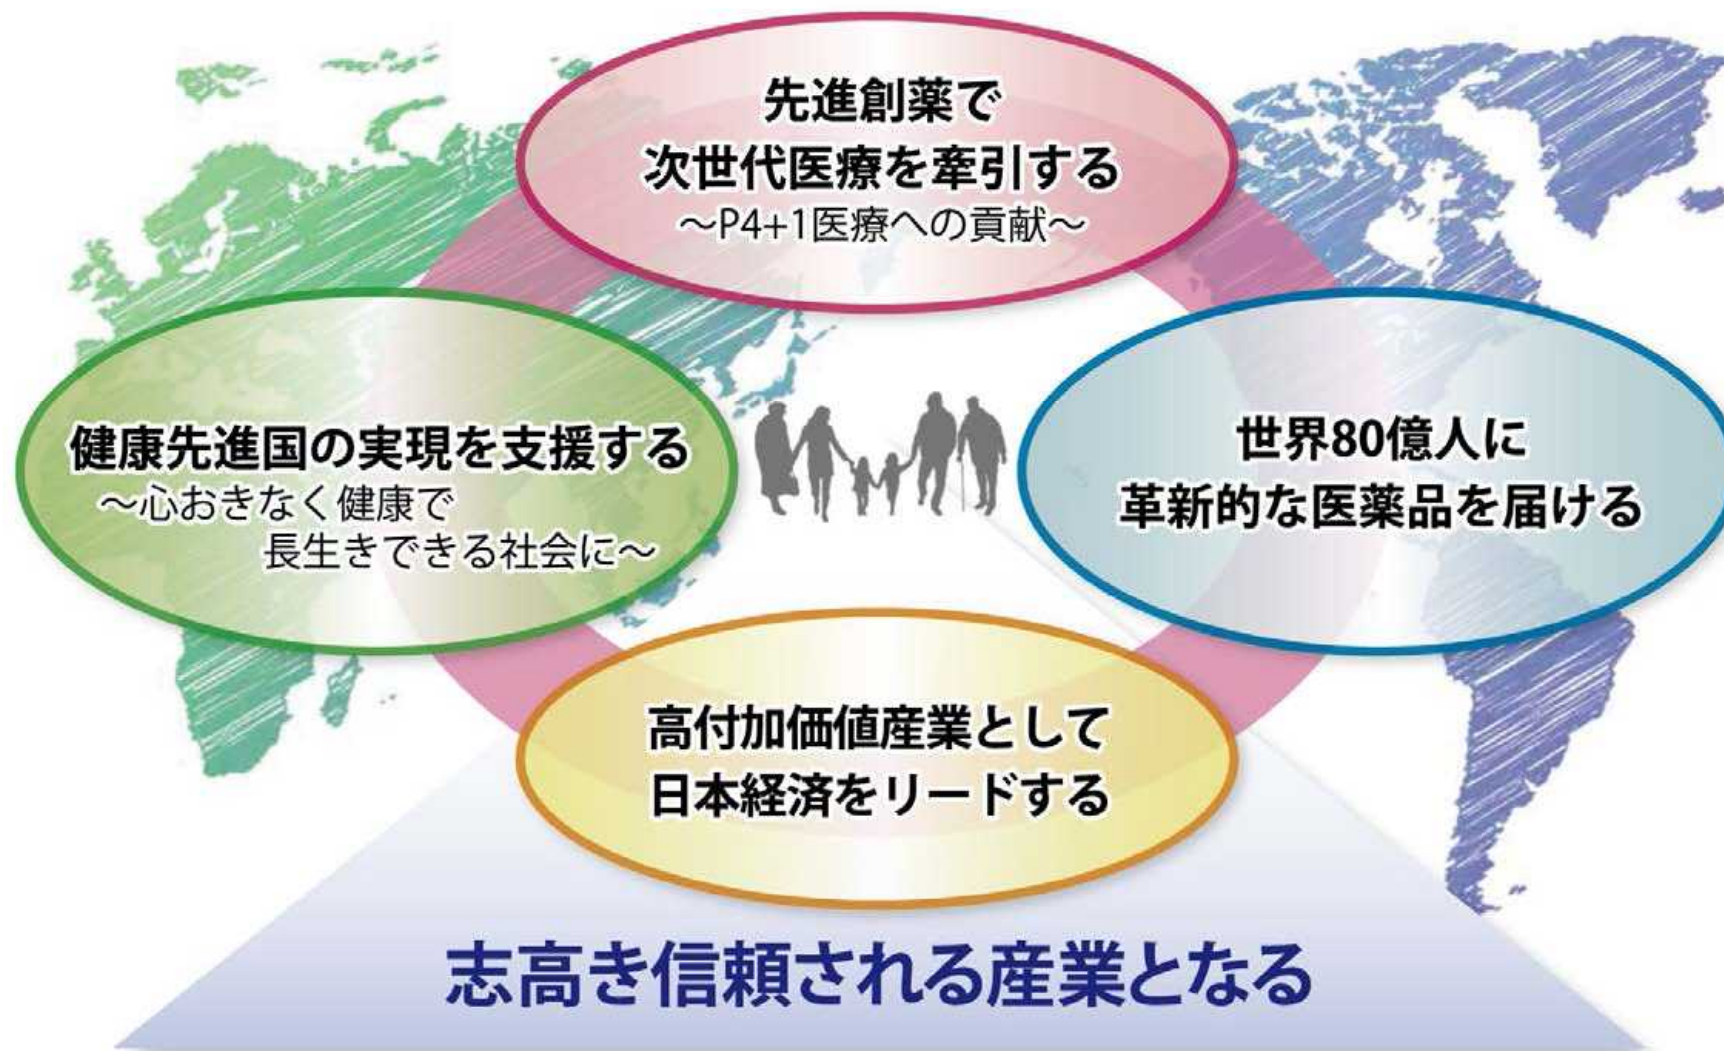 先進創薬で
次世代医療を牽引する
～P4+1医療への貢献～
健康先進国の実現を支援する
～心おきなく健康で
長生きできる社会に～
世界80億人に
革新的な医薬品を届ける
高付加価値産業として
日本経済をリードする
志高き信頼される産業となる